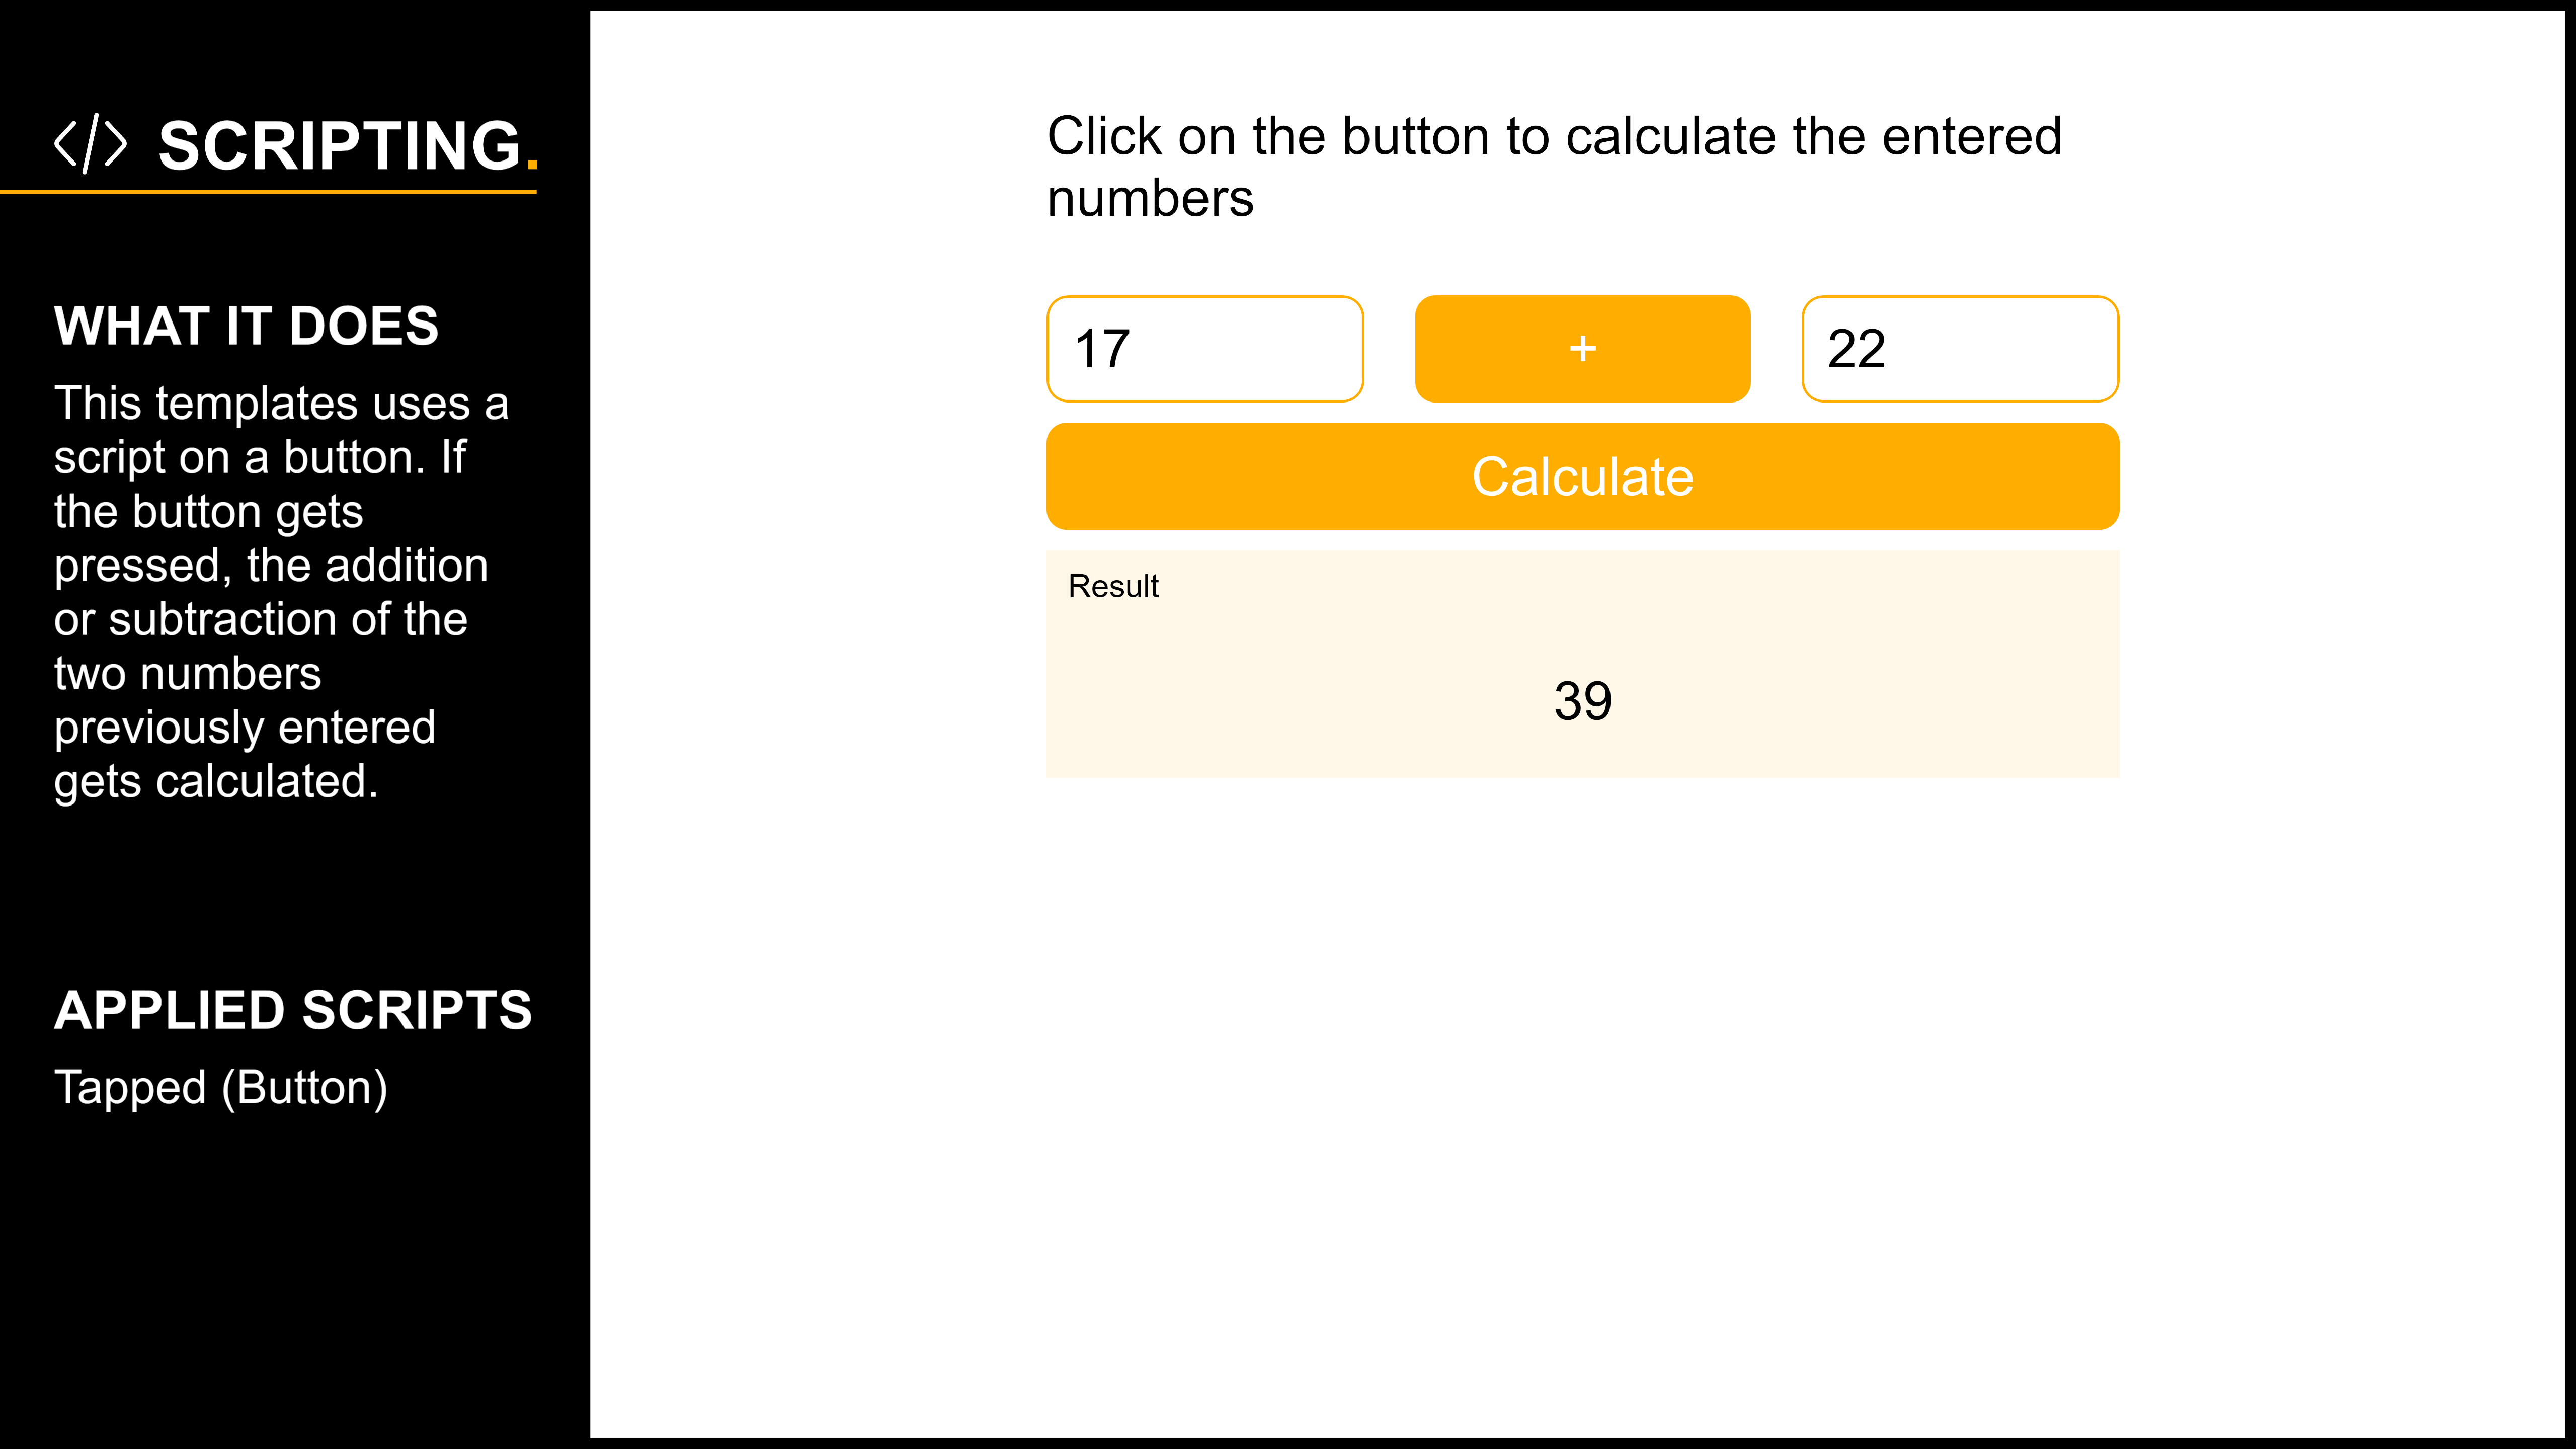 </> SCRIPTING.
WHAT IT DOES
This templates uses a
script on a button. If
the button gets
pressed, the addition
or subtraction of the
two numbers
previously entered
gets calculated.
APPLIED SCRIPTS
Tapped (Button)
Click on the button to calculate the entered
numbers
17 + 22
Calculate
Result
39